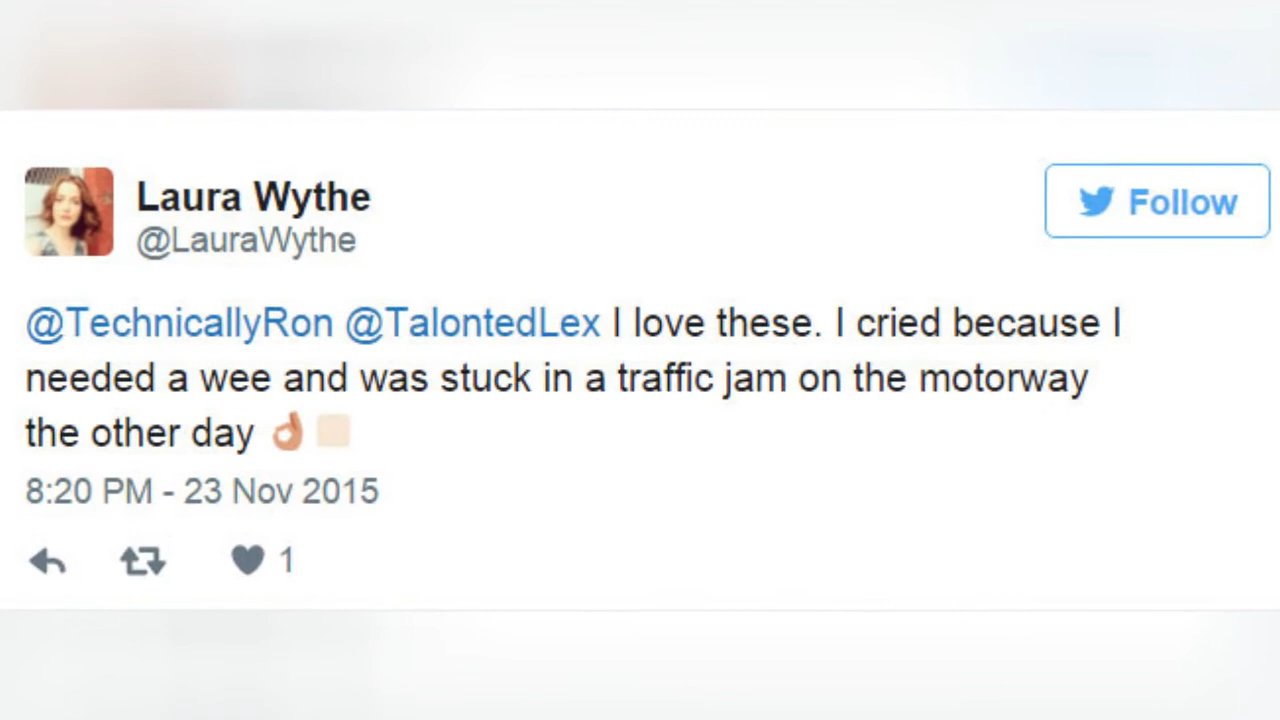 Laura Wythe
@LauraWythe
Follow
@TechnicallyRon @TalontedLex I love these. I cried because I
needed a wee and was stuck in a traffic jam on the motorway
the other day 👌🏼
8:20 PM - 23 Nov 2015
1